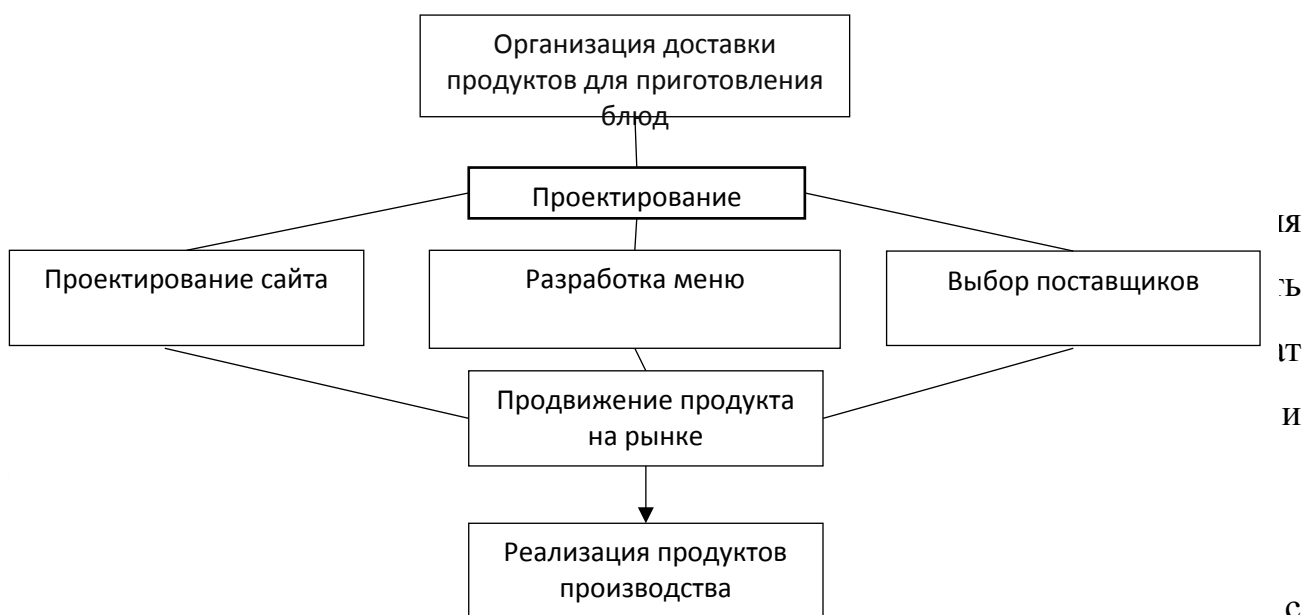 Организация доставки
продуктов для приготовления
блюд
Проектирование
Проектирование сайта
Разработка меню
Выбор поставщиков
Продвижение продукта
на рынке
и
Реализация продуктов
производства
с